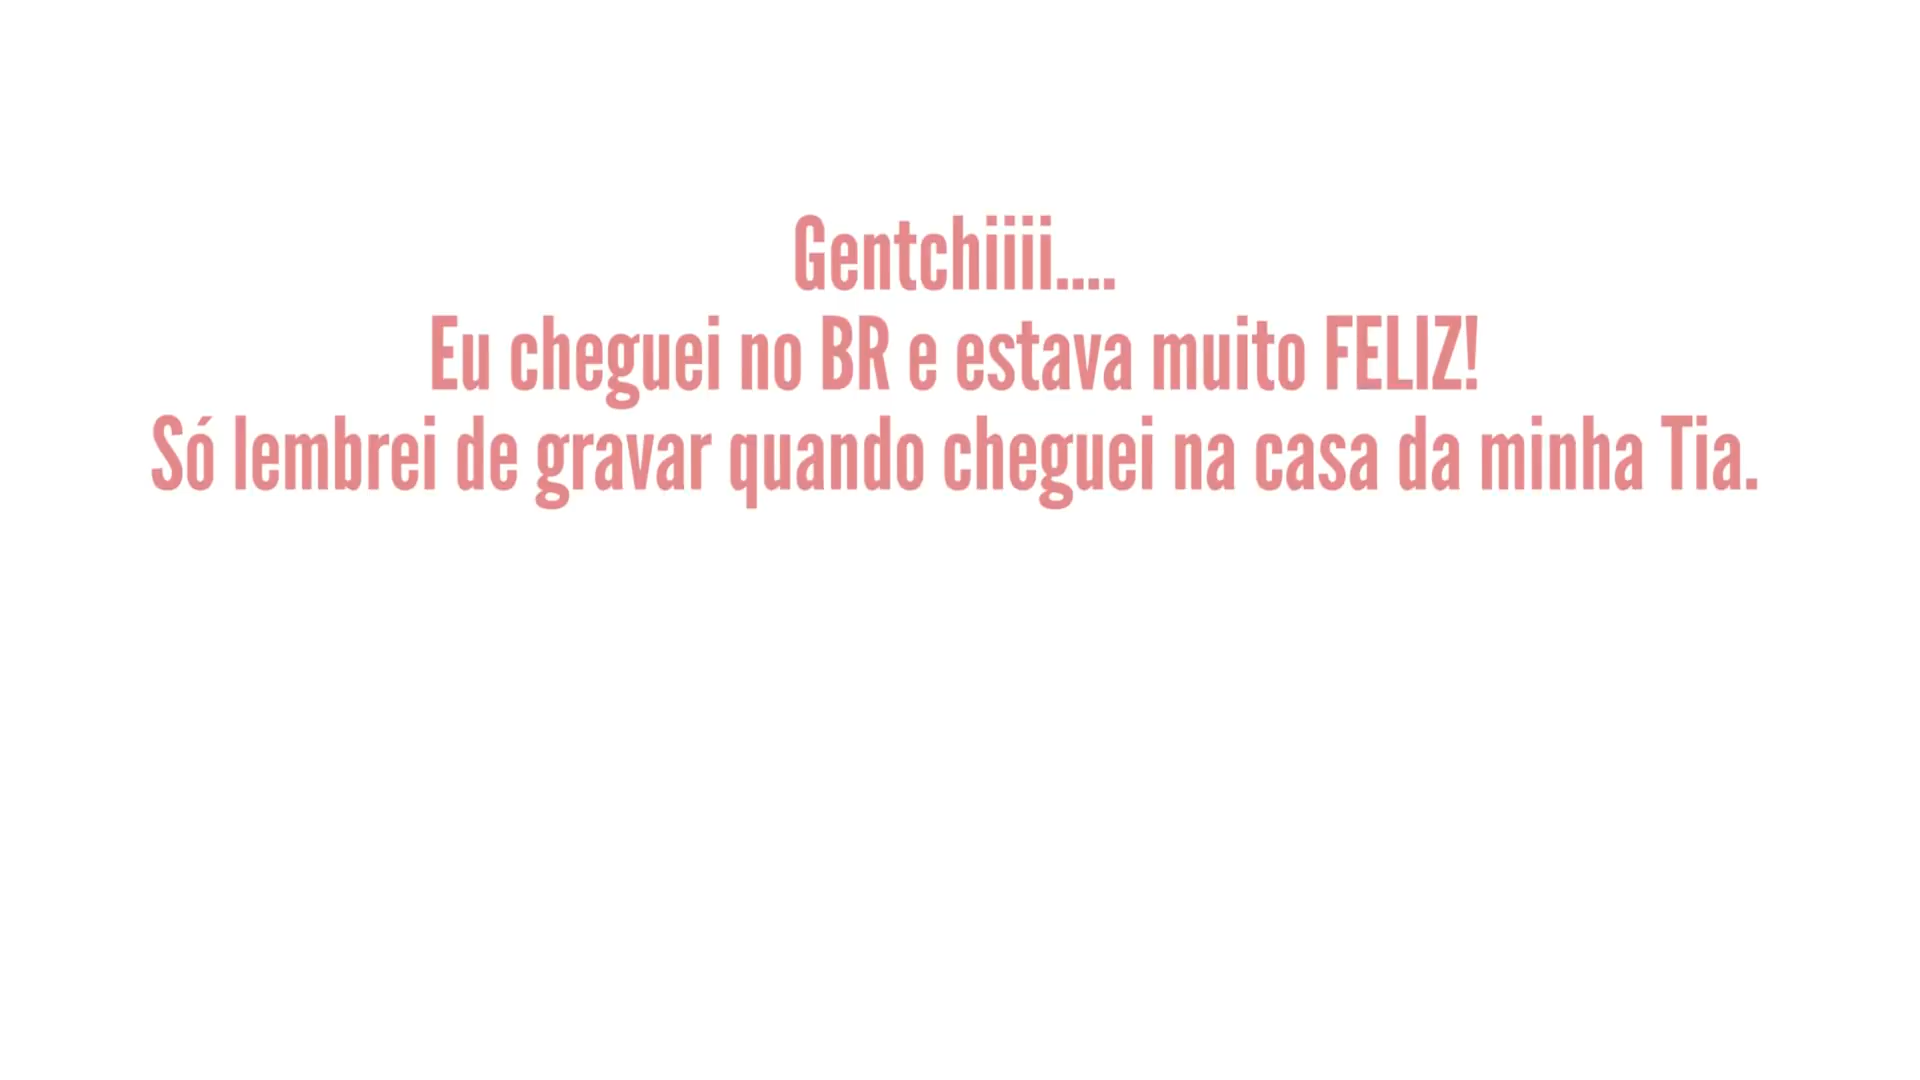 Gentchiiii....
Eu cheguei no BR e estava muito FELIZ!
Só lembrei de gravar quando cheguei na casa da minha Tia.